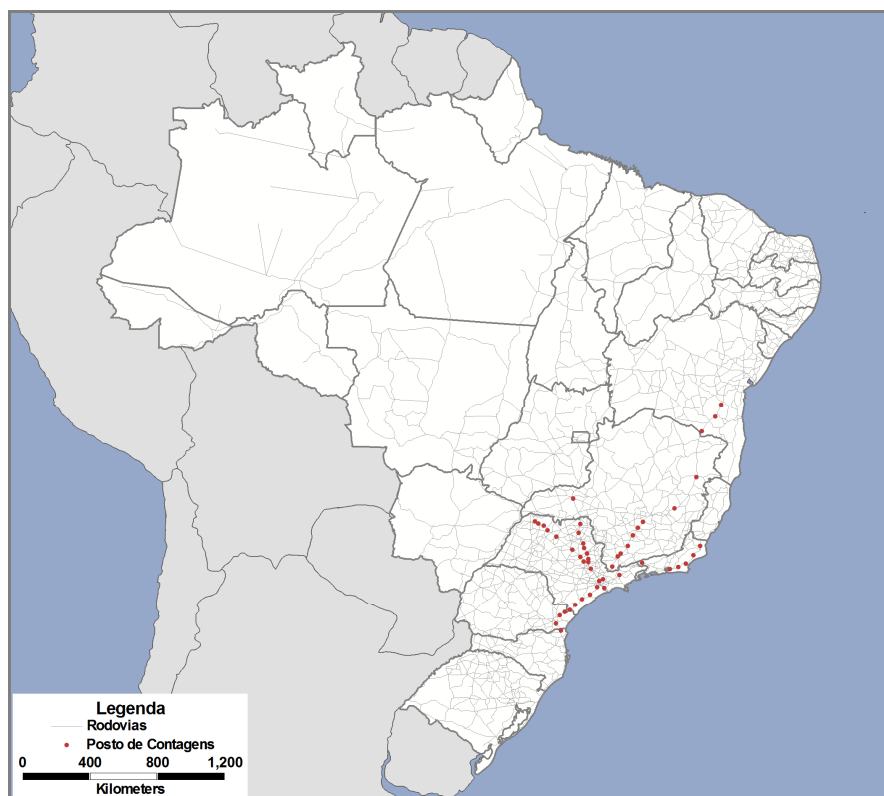 Legenda
Rodovias
Posto de Contagens
0 400 800 1,200
Kilometers